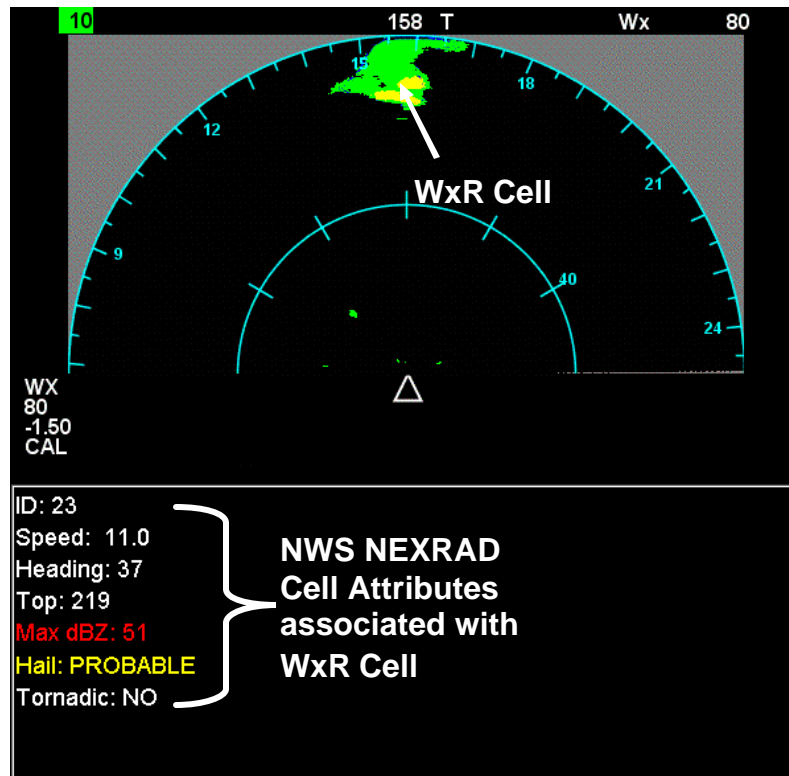 10 158 T Wx 80
15
18
12
WxR Cell
21
9
40
24
WX
80
-1.50
CAL
ID: 23
Speed: 11.0
Heading: 37
Top: 219
Max dBZ: 51
Hail: PROBABLE
Tornadic: NO
NWS NEXRAD
Cell Attributes
associated with
WxR Cell